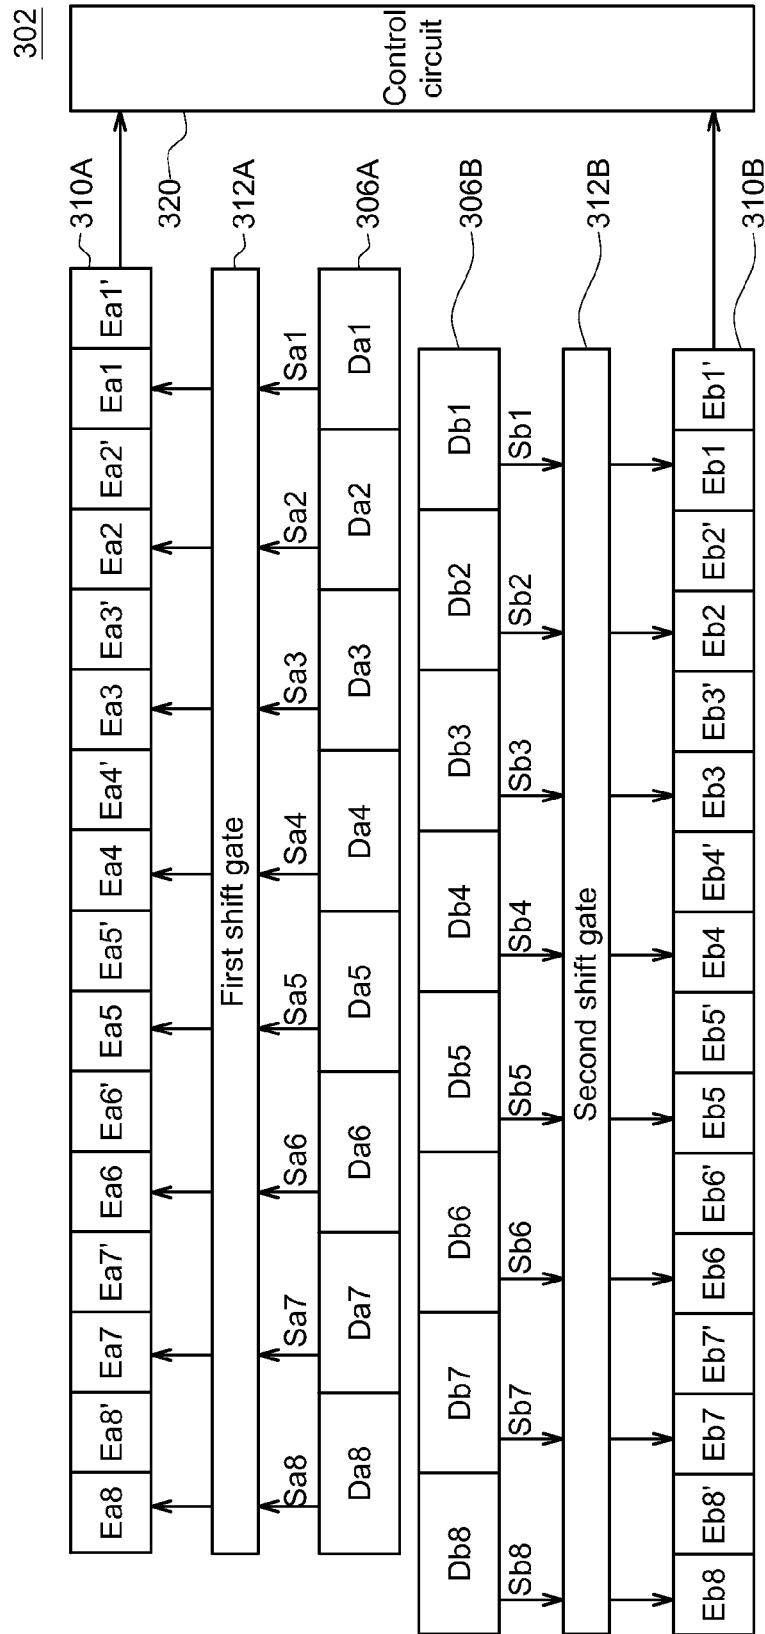 302
310A
320
312A
306A
306B
312B
310B
Control
circuit
Ea8 Ea8' Ea7 Ea7' Ea6 Ea6' Ea5 Ea5' Ea4 Ea4' Ea3 Ea3' Ea2 Ea2' Ea1 Ea1'
First shift gate
Sa8 Sa7 Sa6 Sa5 Sa4 Sa3 Sa2 Sa1
Da8 Da7 Da6 Da5 Da4 Da3 Da2 Da1
Db8 Db7 Db6 Db5 Db4 Db3 Db2 Db1
Sb8 Sb7 Sb6 Sb5 Sb4 Sb3 Sb2 Sb1
Second shift gate
Eb8 Eb8' Eb7 Eb7' Eb6 Eb6' Eb5 Eb5' Eb4 Eb4' Eb3 Eb3' Eb2 Eb2' Eb1 Eb1'